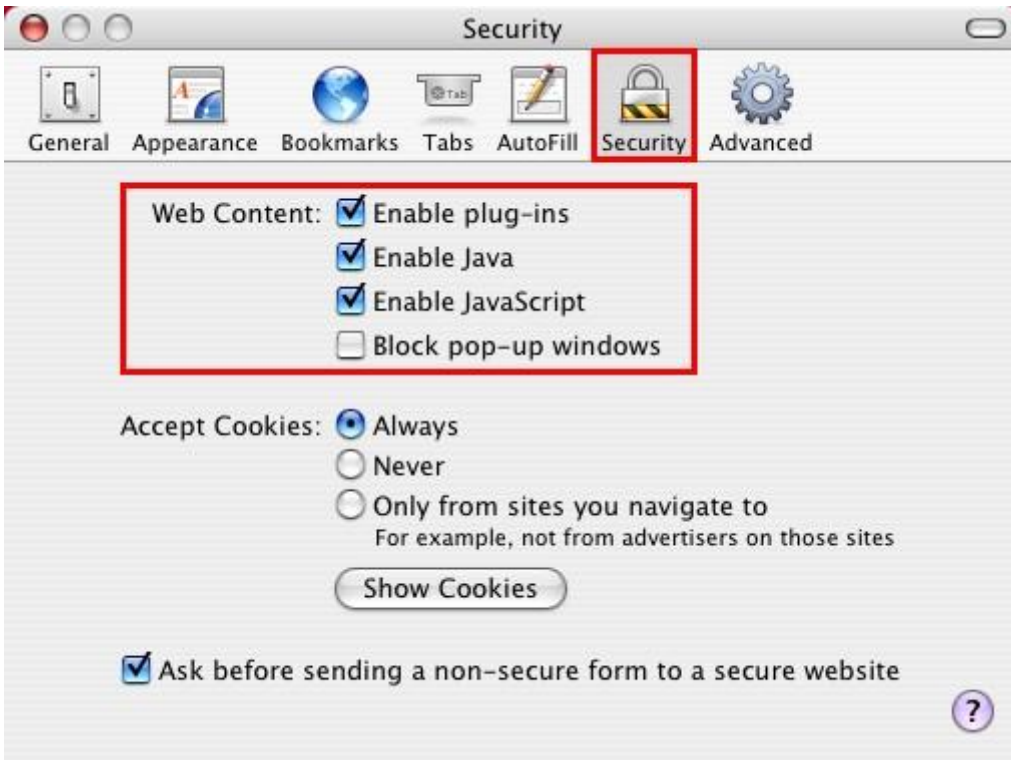 Security
General Appearance Bookmarks Tabs AutoFill Security Advanced
Web Content: Enable plug-ins
Enable Java
Enable JavaScript
Block pop-up windows
Accept Cookies: Always
Never
Only from sites you navigate to
For example, not from advertisers on those sites
Show Cookies
Ask before sending a non-secure form to a secure website
?